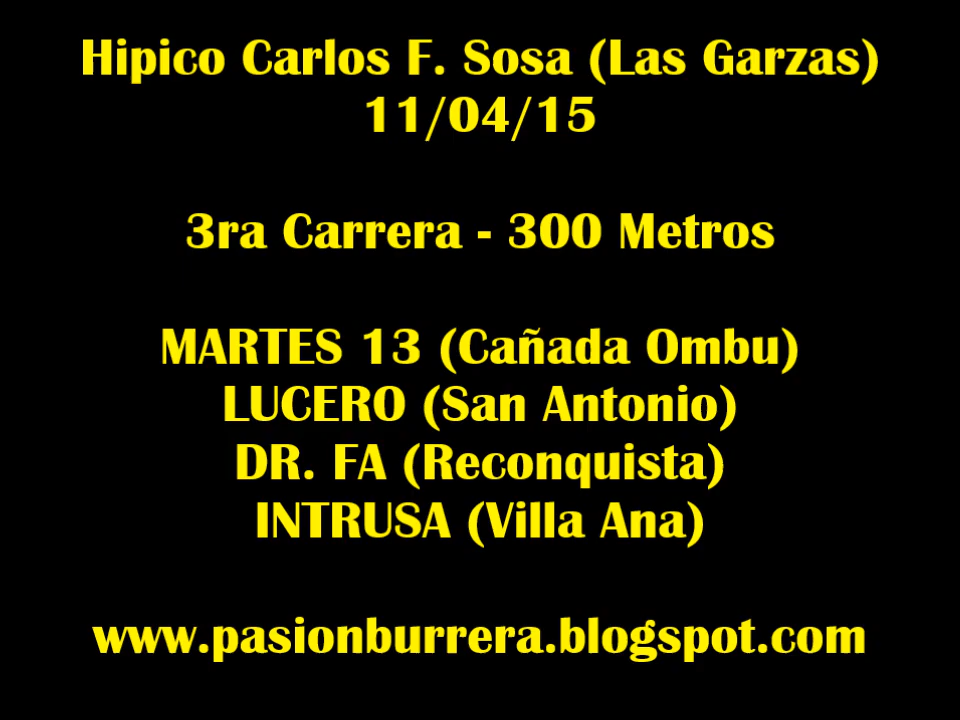 Hipico Carlos F. Sosa (Las Garzas)
11/04/15
3ra Carrera - 300 Metros
MARTES 13 (Cañada Ombu)
LUCERO (San Antonio)
DR. FA (Reconquista)
INTRUSA (Villa Ana)
www.pasionburrera.blogspot.com